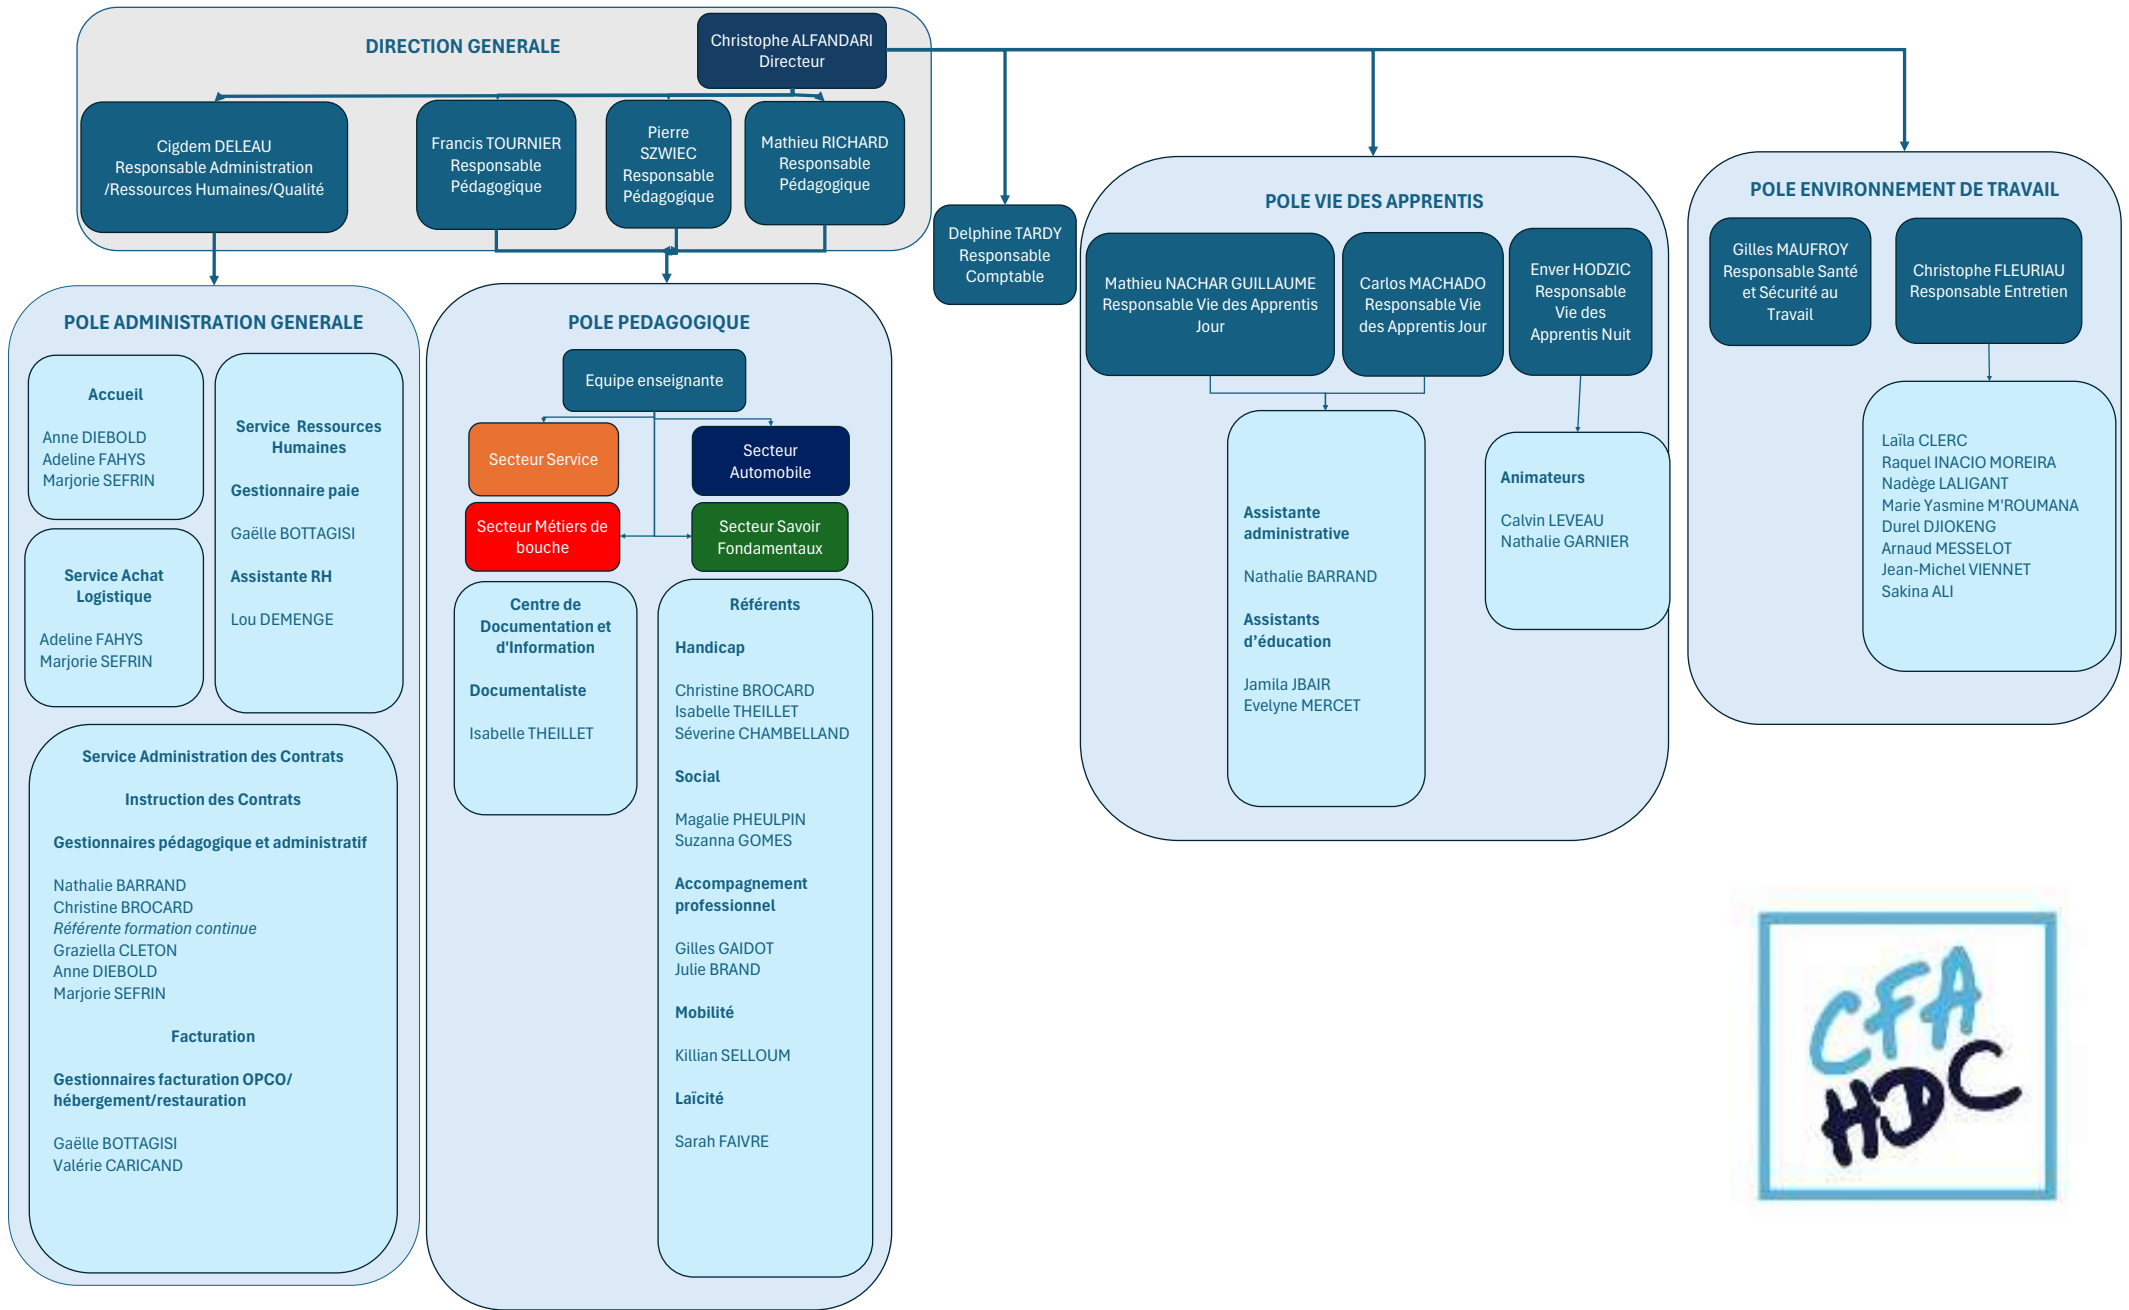 DIRECTION GENERALE
Christophe ALFANDARI
Directeur
Cigdem DELEAU
Responsable Administration
/Ressources Humaines/Qualité
Francis TOURNIER
Responsable
Pédagogique
Pierre
SZWIEC
Responsable
Pédagogique
Mathieu RICHARD
Responsable
Pédagogique
Delphine TARDY
Responsable
Comptable
POLE ADMINISTRATION GENERALE
Accueil
Anne DIEBOLD
Adeline FAHYS
Marjorie SEFRIN
Service Ressources
Humaines
Gestionnaire paie
Gaëlle BOTTAGISI
Assistante RH
Lou DEMENGE
Service Achat
Logistique
Adeline FAHYS
Marjorie SEFRIN
Service Administration des Contrats
Instruction des Contrats
Gestionnaires pédagogique et administratif
Nathalie BARRAND
Christine BROCARD
Référente formation continue
Graziella CLETON
Anne DIEBOLD
Marjorie SEFRIN
Facturation
Gestionnaires facturation OPCO/
hébergement/restauration
Gaëlle BOTTAGISI
Valérie CARICAND
POLE PEDAGOGIQUE
Equipe enseignante
Secteur Service
Secteur
Automobile
Secteur Métiers de
bouche
Secteur Savoir
Fondamentaux
Centre de
Documentation et
d'Information
Documentaliste
Isabelle THEILLET
Référents
Handicap
Christine BROCARD
Isabelle THEILLET
Séverine CHAMBELLAND
Social
Magalie PHEULPIN
Suzanna GOMES
Accompagnement
professionnel
Gilles GAIDOT
Julie BRAND
Mobilité
Killian SELLOUM
Laïcité
Sarah FAIVRE
POLE VIE DES APPRENTIS
Mathieu NACHAR GUILLAUME
Responsable Vie des Apprentis
Jour
Carlos MACHADO
Responsable Vie
des Apprentis Jour
Enver HODZIC
Responsable
Vie des
Apprentis Nuit
Assistante
administrative
Nathalie BARRAND
Assistants
d’éducation
Jamila JBAIR
Evelyne MERCET
Animateurs
Calvin LEVEAU
Nathalie GARNIER
POLE ENVIRONNEMENT DE TRAVAIL
Gilles MAUFROY
Responsable Santé
et Sécurité au
Travail
Christophe FLEURIAU
Responsable Entretien
Laïla CLERC
Raquel INACIO MOREIRA
Nadège LALIGANT
Marie Yasmine M'ROUMANA
Durel DJIOKENG
Arnaud MESSELOT
Jean-Michel VIENNET
Sakina ALI
CFA
HDC